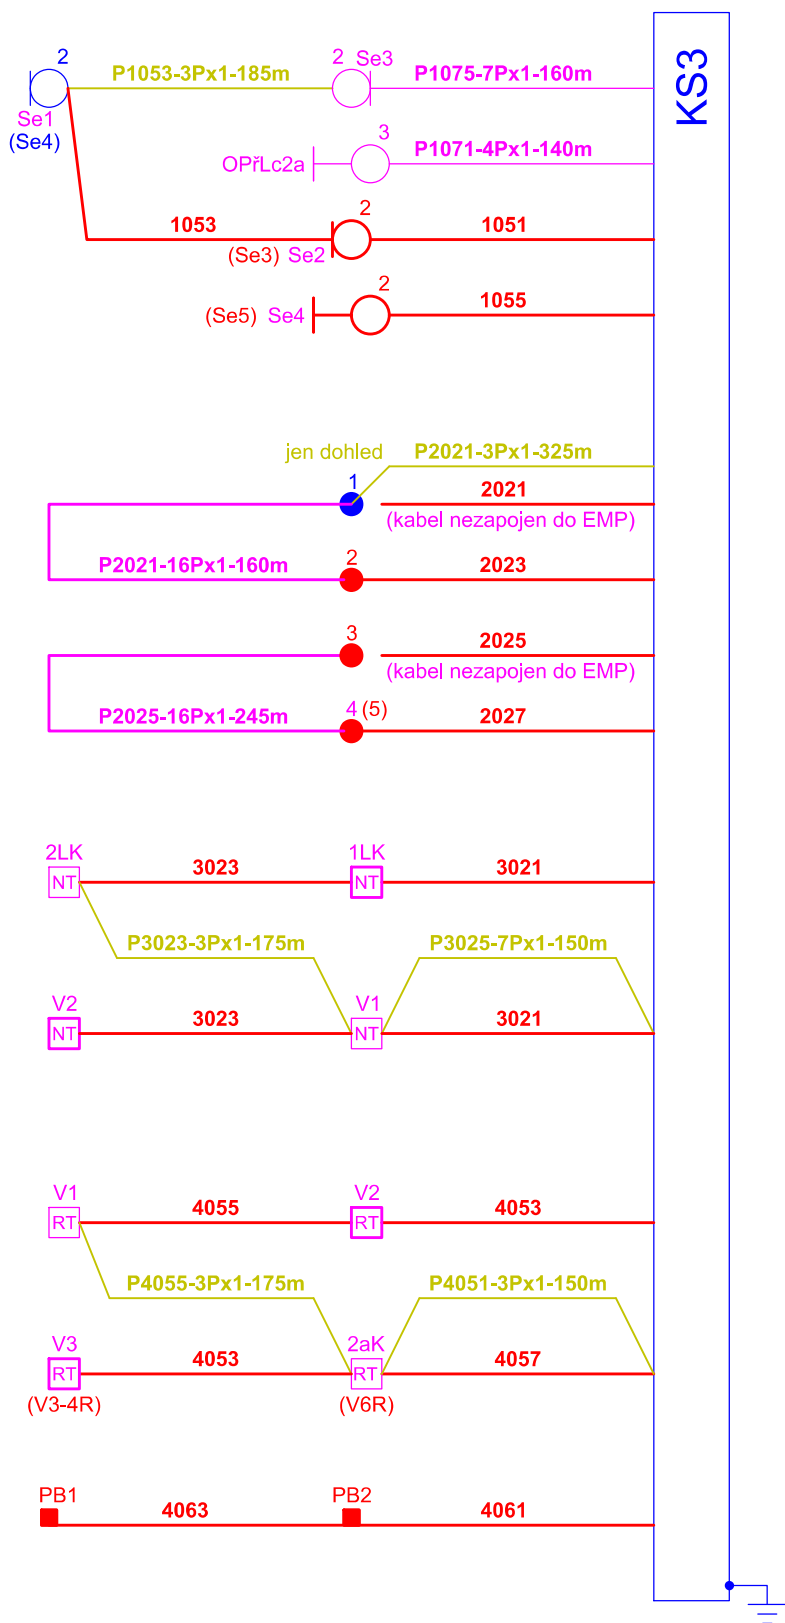 KS3
2
P1053-3Px1-185m
2 Se3
P1075-7Px1-160m
Se1
(Se4)
3
OPřLc2a
P1071-4Px1-140m
2
1053
1051
(Se3) Se2
2
(Se5) Se4
1055
jen dohled
P2021-3Px1-325m
1
2021
(kabel nezapojen do EMP)
P2021-16Px1-160m
2
2023
3
2025
(kabel nezapojen do EMP)
P2025-16Px1-245m
4 (5)
2027
2LK
3023
1LK
3021
NT
NT
P3023-3Px1-175m
P3025-7Px1-150m
V2
3023
V1
3021
NT
NT
V1
4055
V2
4053
RT
RT
P4055-3Px1-175m
P4051-3Px1-150m
V3
4053
2aK
4057
RT
RT
(V3-4R)
(V6R)
PB1
4063
PB2
4061